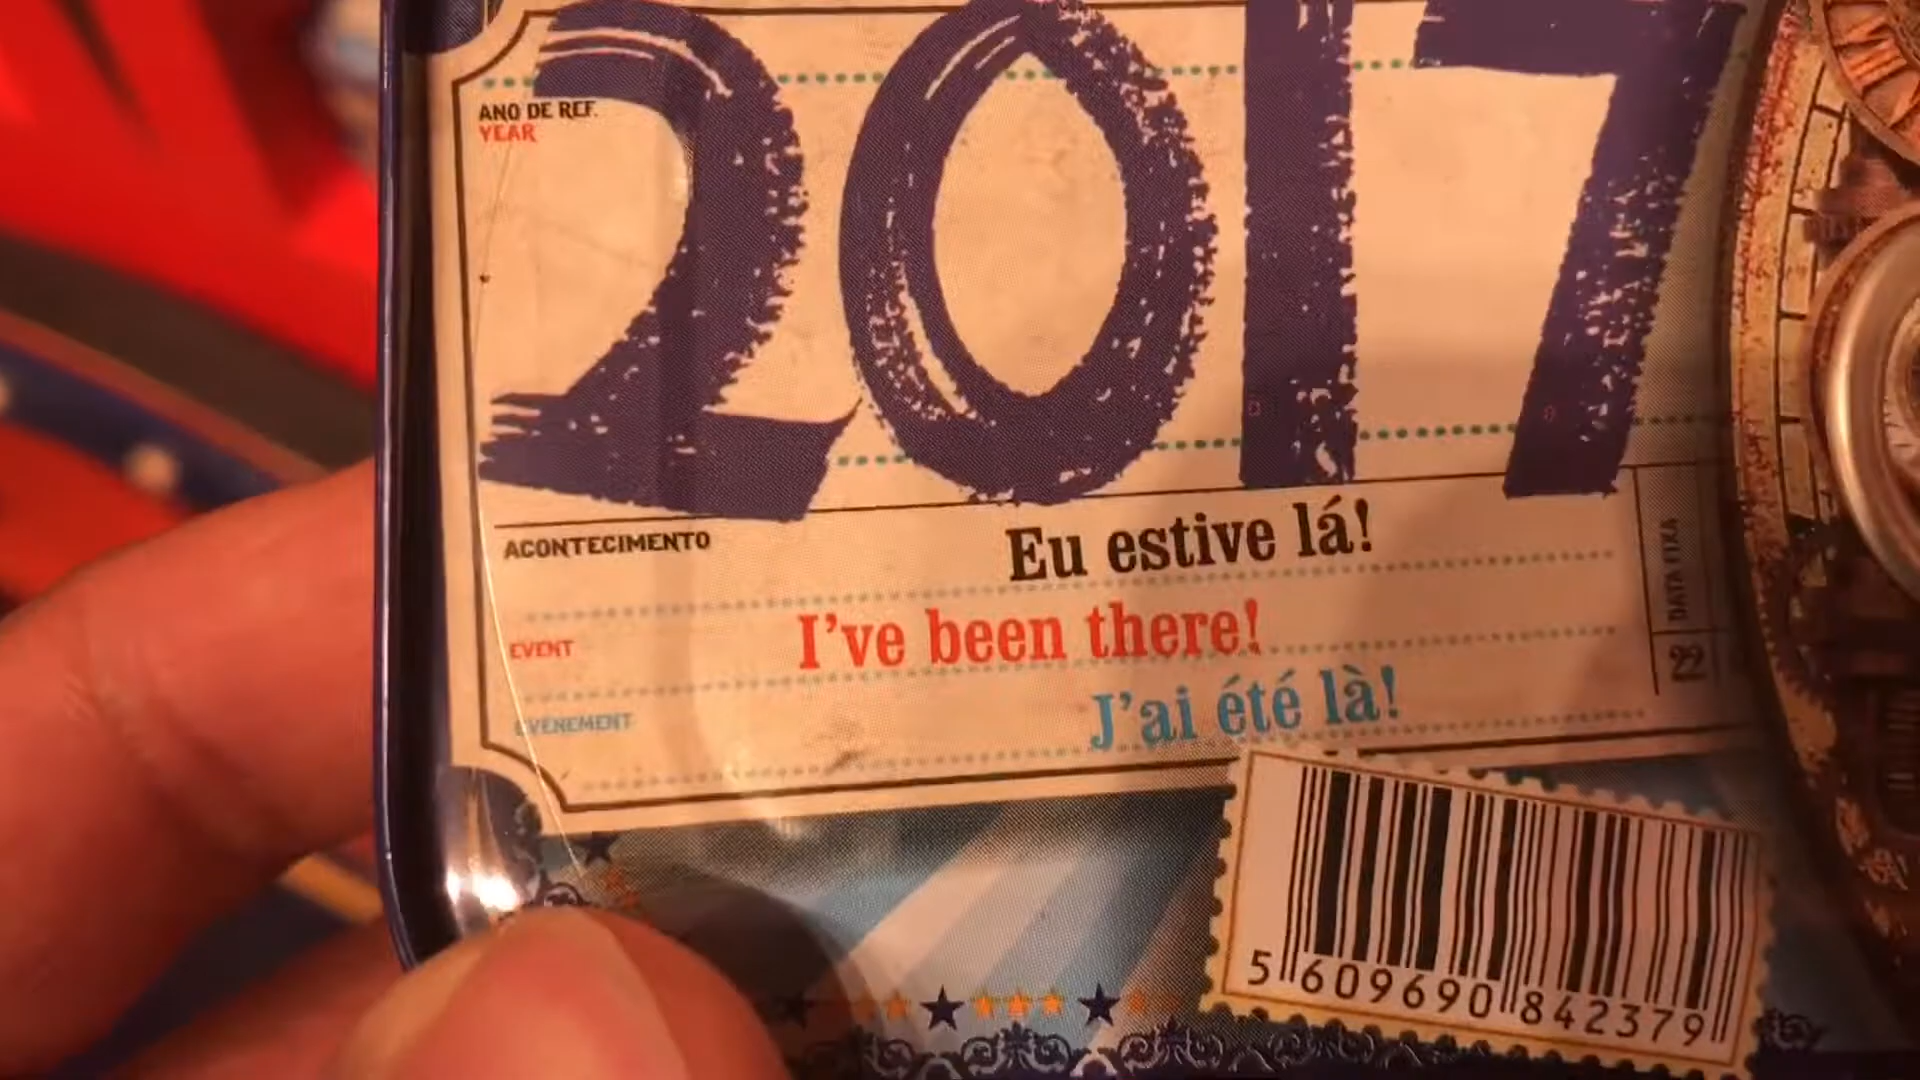 2017
ANO DE REF.
YEAR
ACONTECIMENTO
Eu estive lá!
EVENT
I've been there!
EVÉNEMENT
J'ai été là!
DATA FIXA
22
5 609690 842379